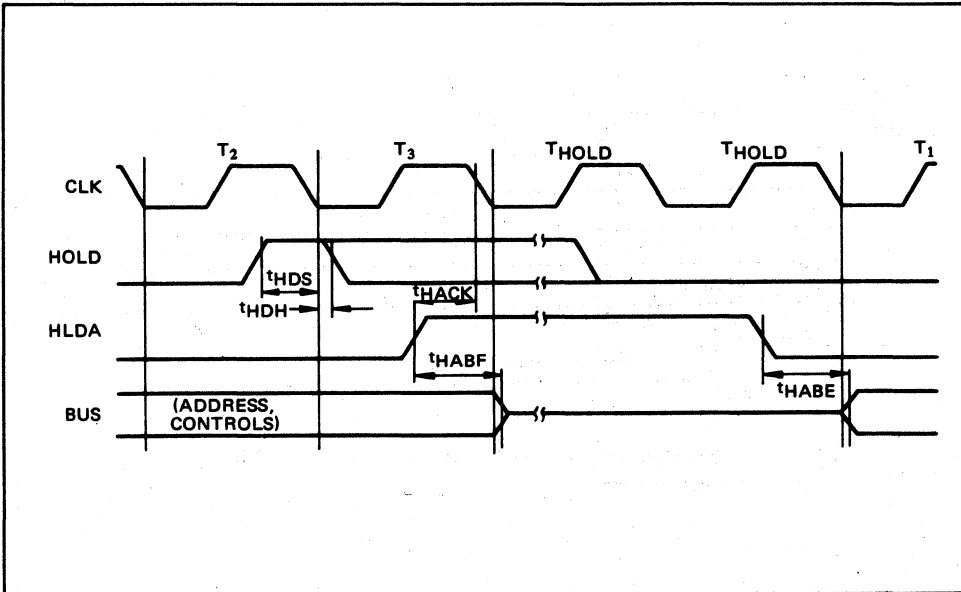 T2 T3 THOLD THOLD T1
CLK
HOLD
tHDS
tHACK
tHDH
HLDA
tHABF
tHABE
BUS
(ADDRESS,
CONTROLS)